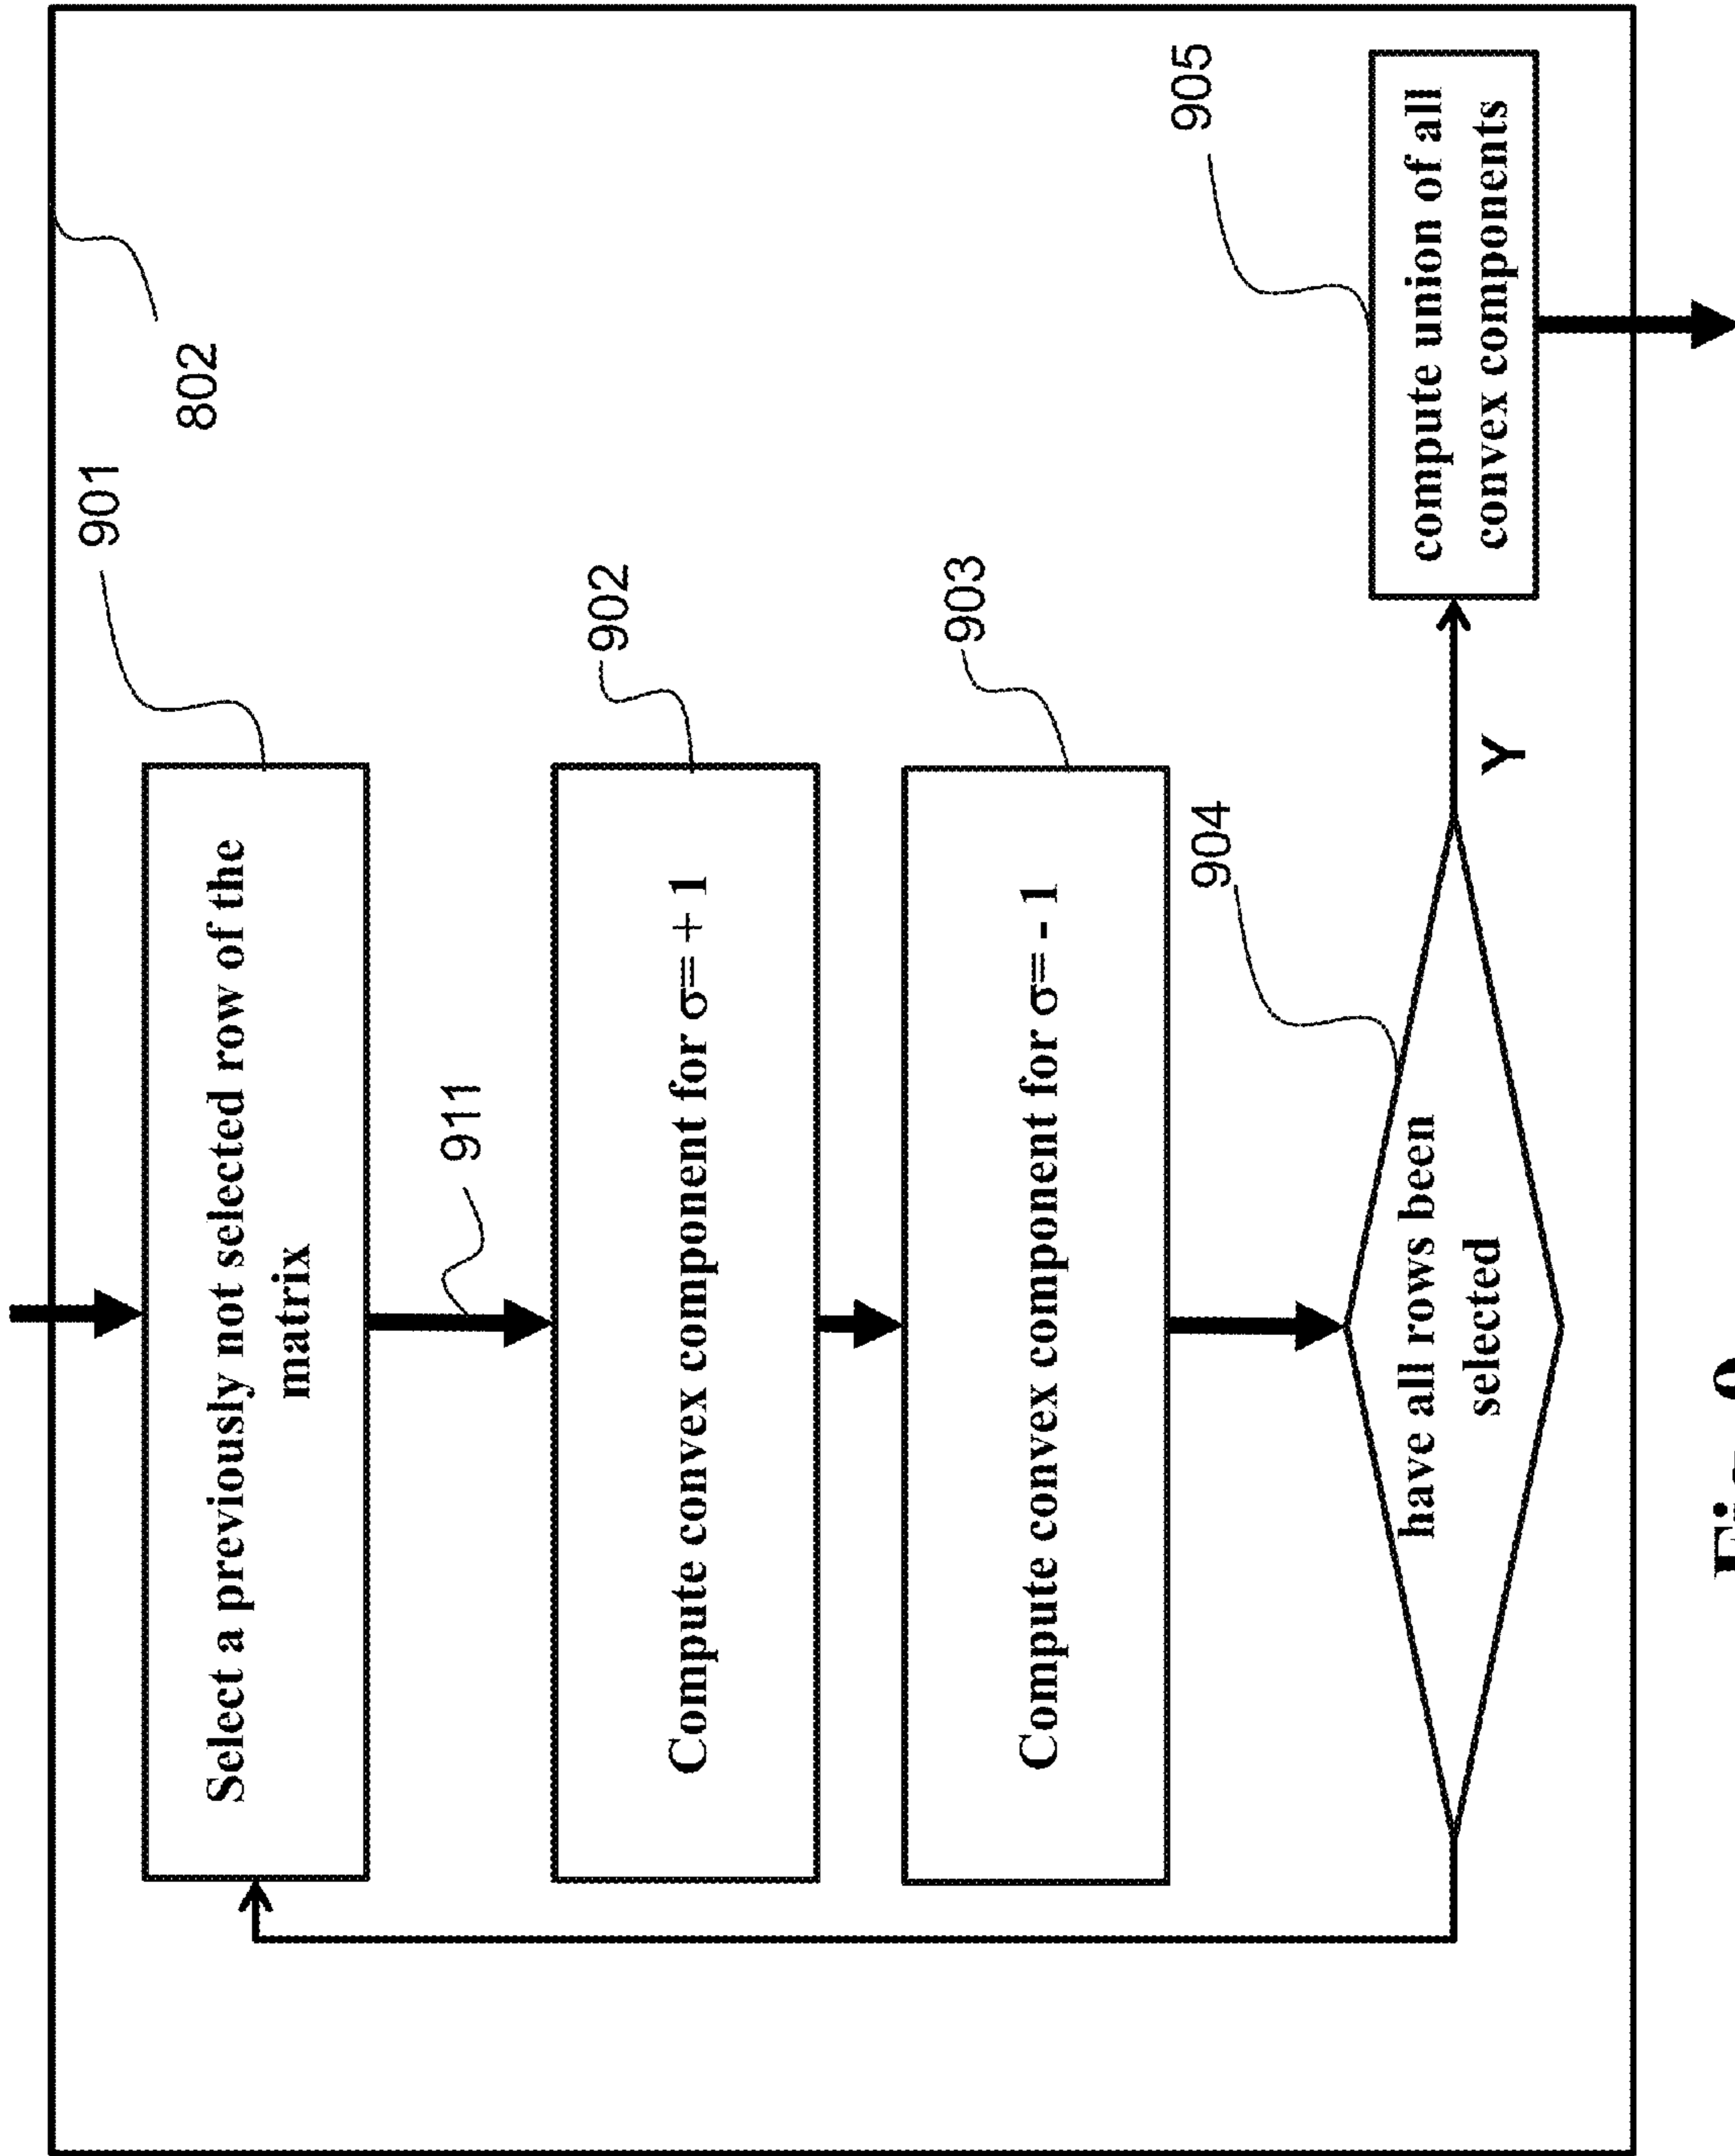 901
802
Select a previously not selected row of the
matrix
911
902
Compute convex component for σ= + 1
903
Compute convex component for σ= - 1
904
905
have all rows been
selected
Y
compute union of all
convex components